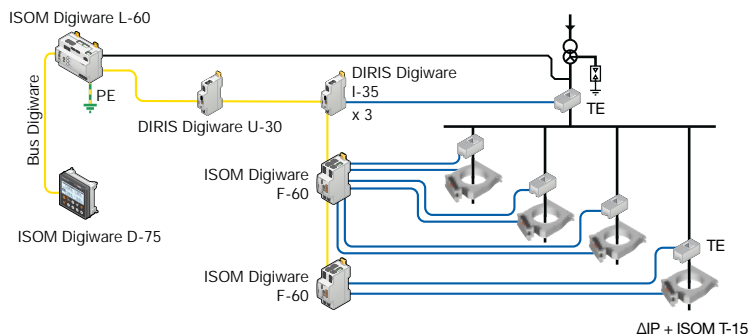 ISOM Digiware L-60
PE
Bus Digiware
DIRIS Digiware U-30
DIRIS Digiware
I-35
x 3
TE
ISOM Digiware
F-60
ISOM Digiware D-75
ISOM Digiware
F-60
TE
ΔIP + ISOM T-15